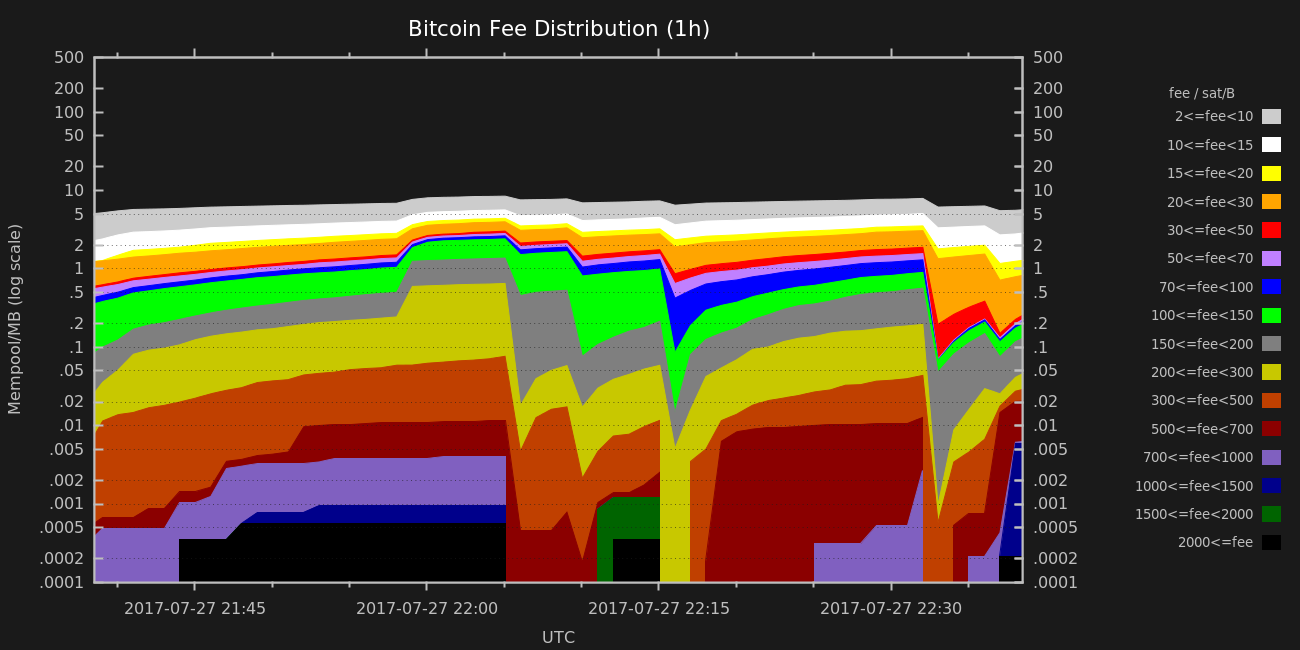 Bitcoin Fee Distribution (1h)
500
200
100
50
20
10
5
2
1
.5
.2
.1
.05
.02
.01
.005
.002
.001
.0005
.0002
.0001
Mempool/MB (log scale)
500
200
100
50
20
10
5
2
1
.5
.2
.1
.05
.02
.01
.005
.002
.001
.0005
.0002
.0001
fee / sat/B
2<=fee<10
10<=fee<15
15<=fee<20
20<=fee<30
30<=fee<50
50<=fee<70
70<=fee<100
100<=fee<150
150<=fee<200
200<=fee<300
300<=fee<500
500<=fee<700
700<=fee<1000
1000<=fee<1500
1500<=fee<2000
2000<=fee
2017-07-27 21:45
2017-07-27 22:00
2017-07-27 22:15
2017-07-27 22:30
UTC